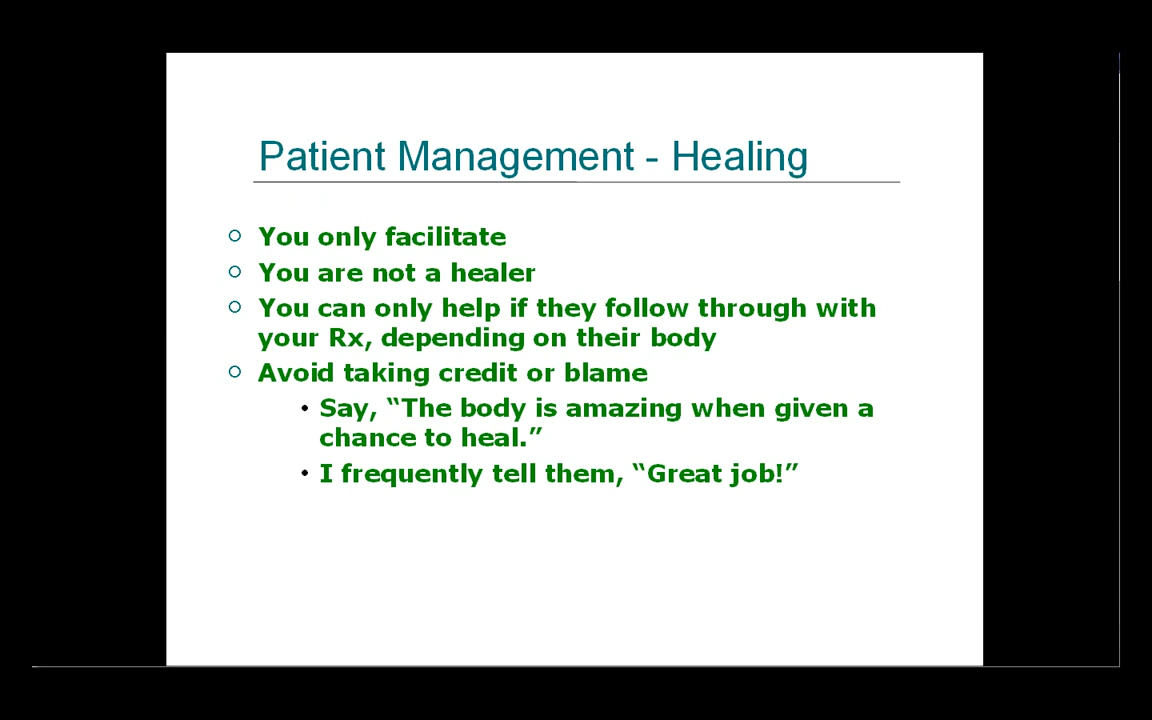 Patient Management - Healing
You only facilitate
You are not a healer
You can only help if they follow through with
your Rx, depending on their body
Avoid taking credit or blame
Say, “The body is amazing when given a
chance to heal.”
I frequently tell them, “Great job!”